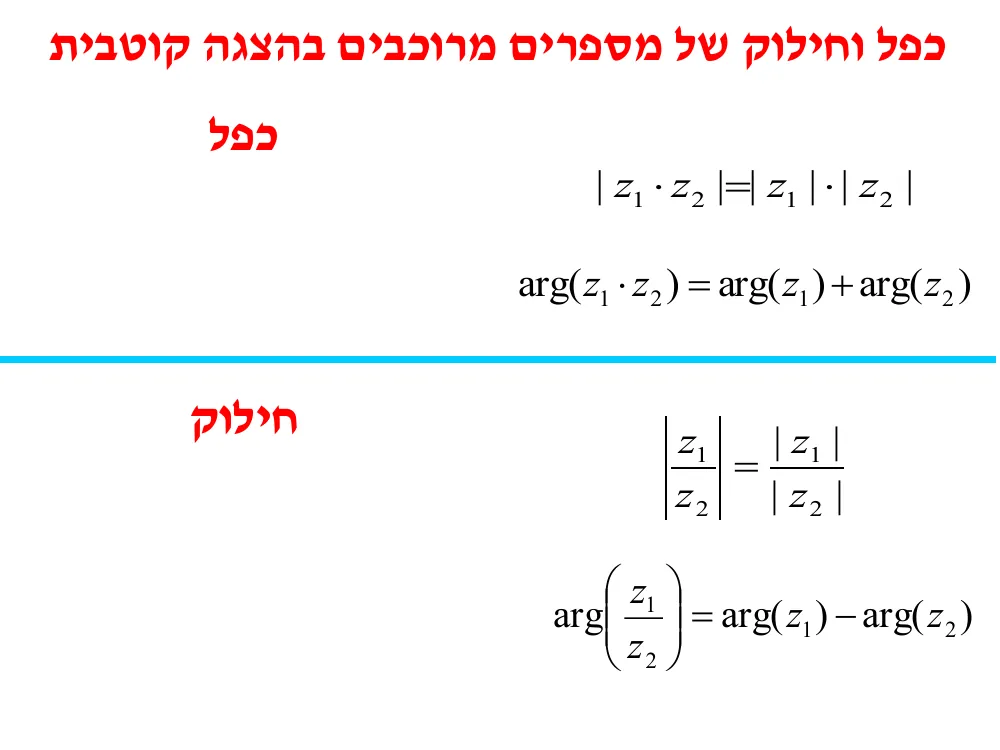 כפל וחילוק של מספרים מרוכבים בהצגה קוטבית
כפל
| z₁ · z₂ |=| z₁ | · | z₂ |
arg(z₁ · z₂) = arg(z₁) + arg(z₂)
חילוק
|z₁/z₂| = | z₁ |/| z₂ |
arg(z₁/z₂) = arg(z₁) − arg(z₂)